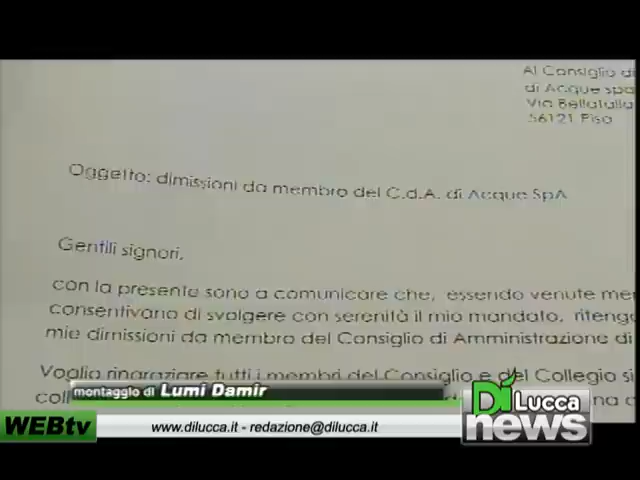 Al Consiglio di
di Acque spa
Via Bellatalla
56121 Pisa
Oggetto: dimissioni da membro del C.d.A. di Acque SpA
Gentili signori,
con la presente sono a comunicare che, essendo venute me
consentivano di svolgere con serenità il mio mandato, riteng
mie dimissioni da membro del Consiglio di Amministrazione di
Voglio ringraziare tutti i membri del Consiglio e del Collegio si
coll
montaggio di Lumi Damir
WEBtv
www.dilucca.it - redazione@dilucca.it
Di Lucca
news